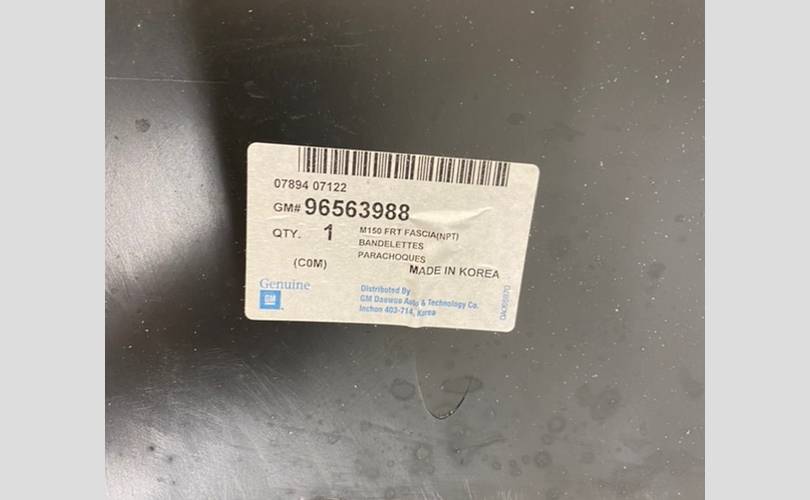 07894 07122
GM# 96563988
QTY. 1 M150 FRT FASCIA(NPT)
BANDELETTES
PARACHOQUES
(C0M) MADE IN KOREA
Genuine
GM
Distributed By
GM Daewoo Auto & Technology Co.
Inchon 403-714, Korea